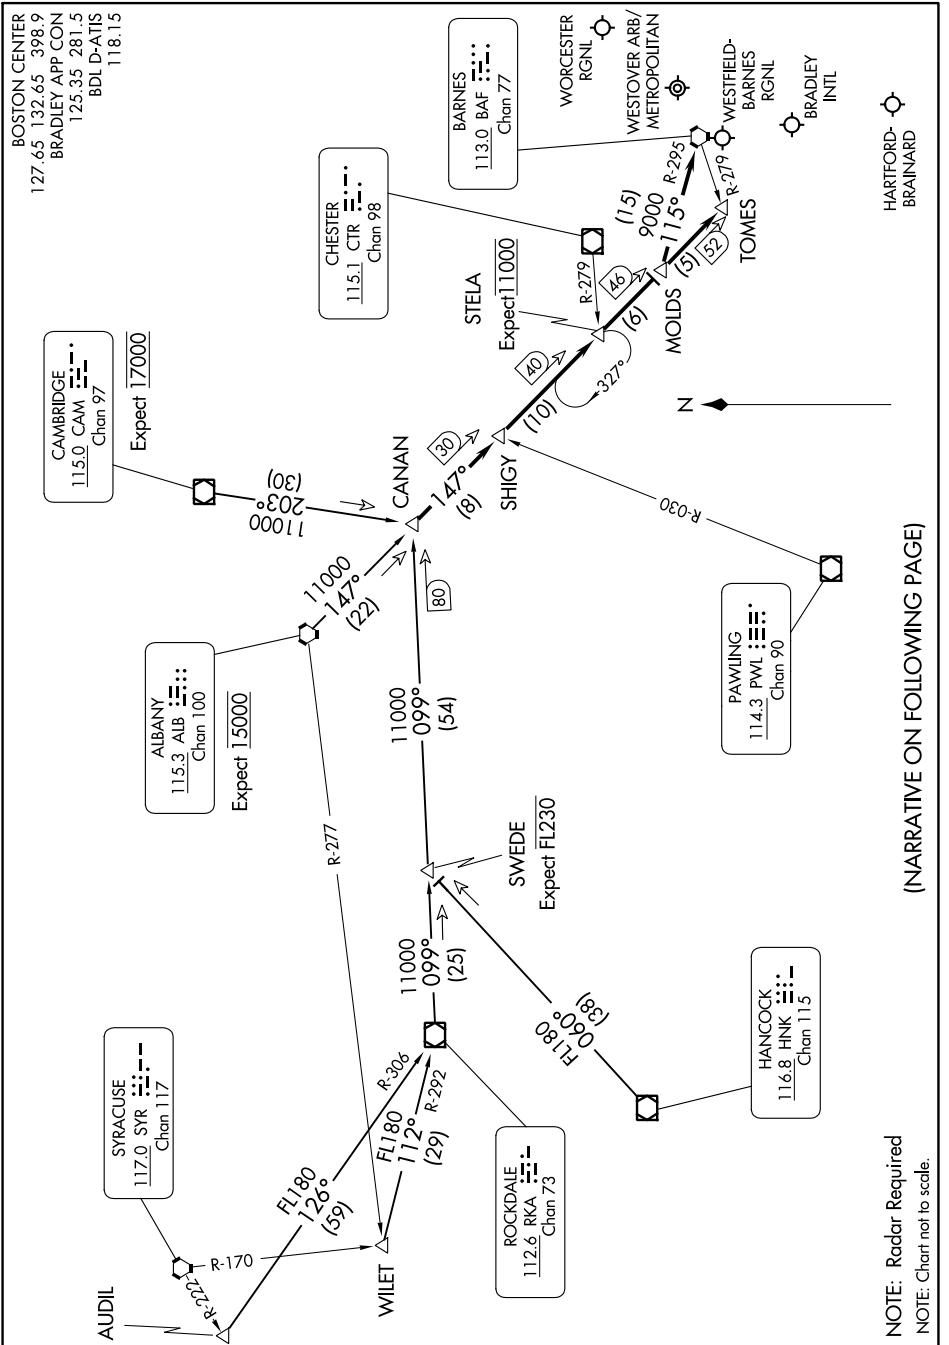 BOSTON CENTER
127.65 132.65 398.9
BRADLEY APP CON
125.35 281.5
BDL D-ATIS
118.15
SYRACUSE
117.0 SYR
Chan 117
AUDIL
R-222
R-170
FL180
126°
(59)
R-306
WILET
FL180
112°
(29)
R-292
ROCKDALE
112.6 RKA
Chan 73
11000
099°
(25)
HANCOCK
116.8 HNK
Chan 115
FL180
060°
(38)
SWEDE
Expect FL230
ALBANY
115.3 ALB
Chan 100
Expect 15000
R-277
11000
099°
(54)
80
11000
147°
(22)
CAMBRIDGE
115.0 CAM
Chan 97
Expect 17000
11000
203°
(30)
CANAN
147°
(8)
30
SHIGY
R-030
PAWLING
114.3 PWL
Chan 90
(10)
40
327°
N
STELA
Expect 11000
CHESTER
115.1 CTR
Chan 98
R-279
(6)
46
MOLDS
(5)
52
TOMES
(15)
9000
115°
R-295
R-279
BARNES
113.0 BAF
Chan 77
WORCESTER
RGNL
WESTOVER ARB/
METROPOLITAN
WESTFIELD-
BARNES
RGNL
BRADLEY
INTL
HARTFORD-
BRAINARD
(NARRATIVE ON FOLLOWING PAGE)
NOTE: Radar Required
NOTE: Chart not to scale.